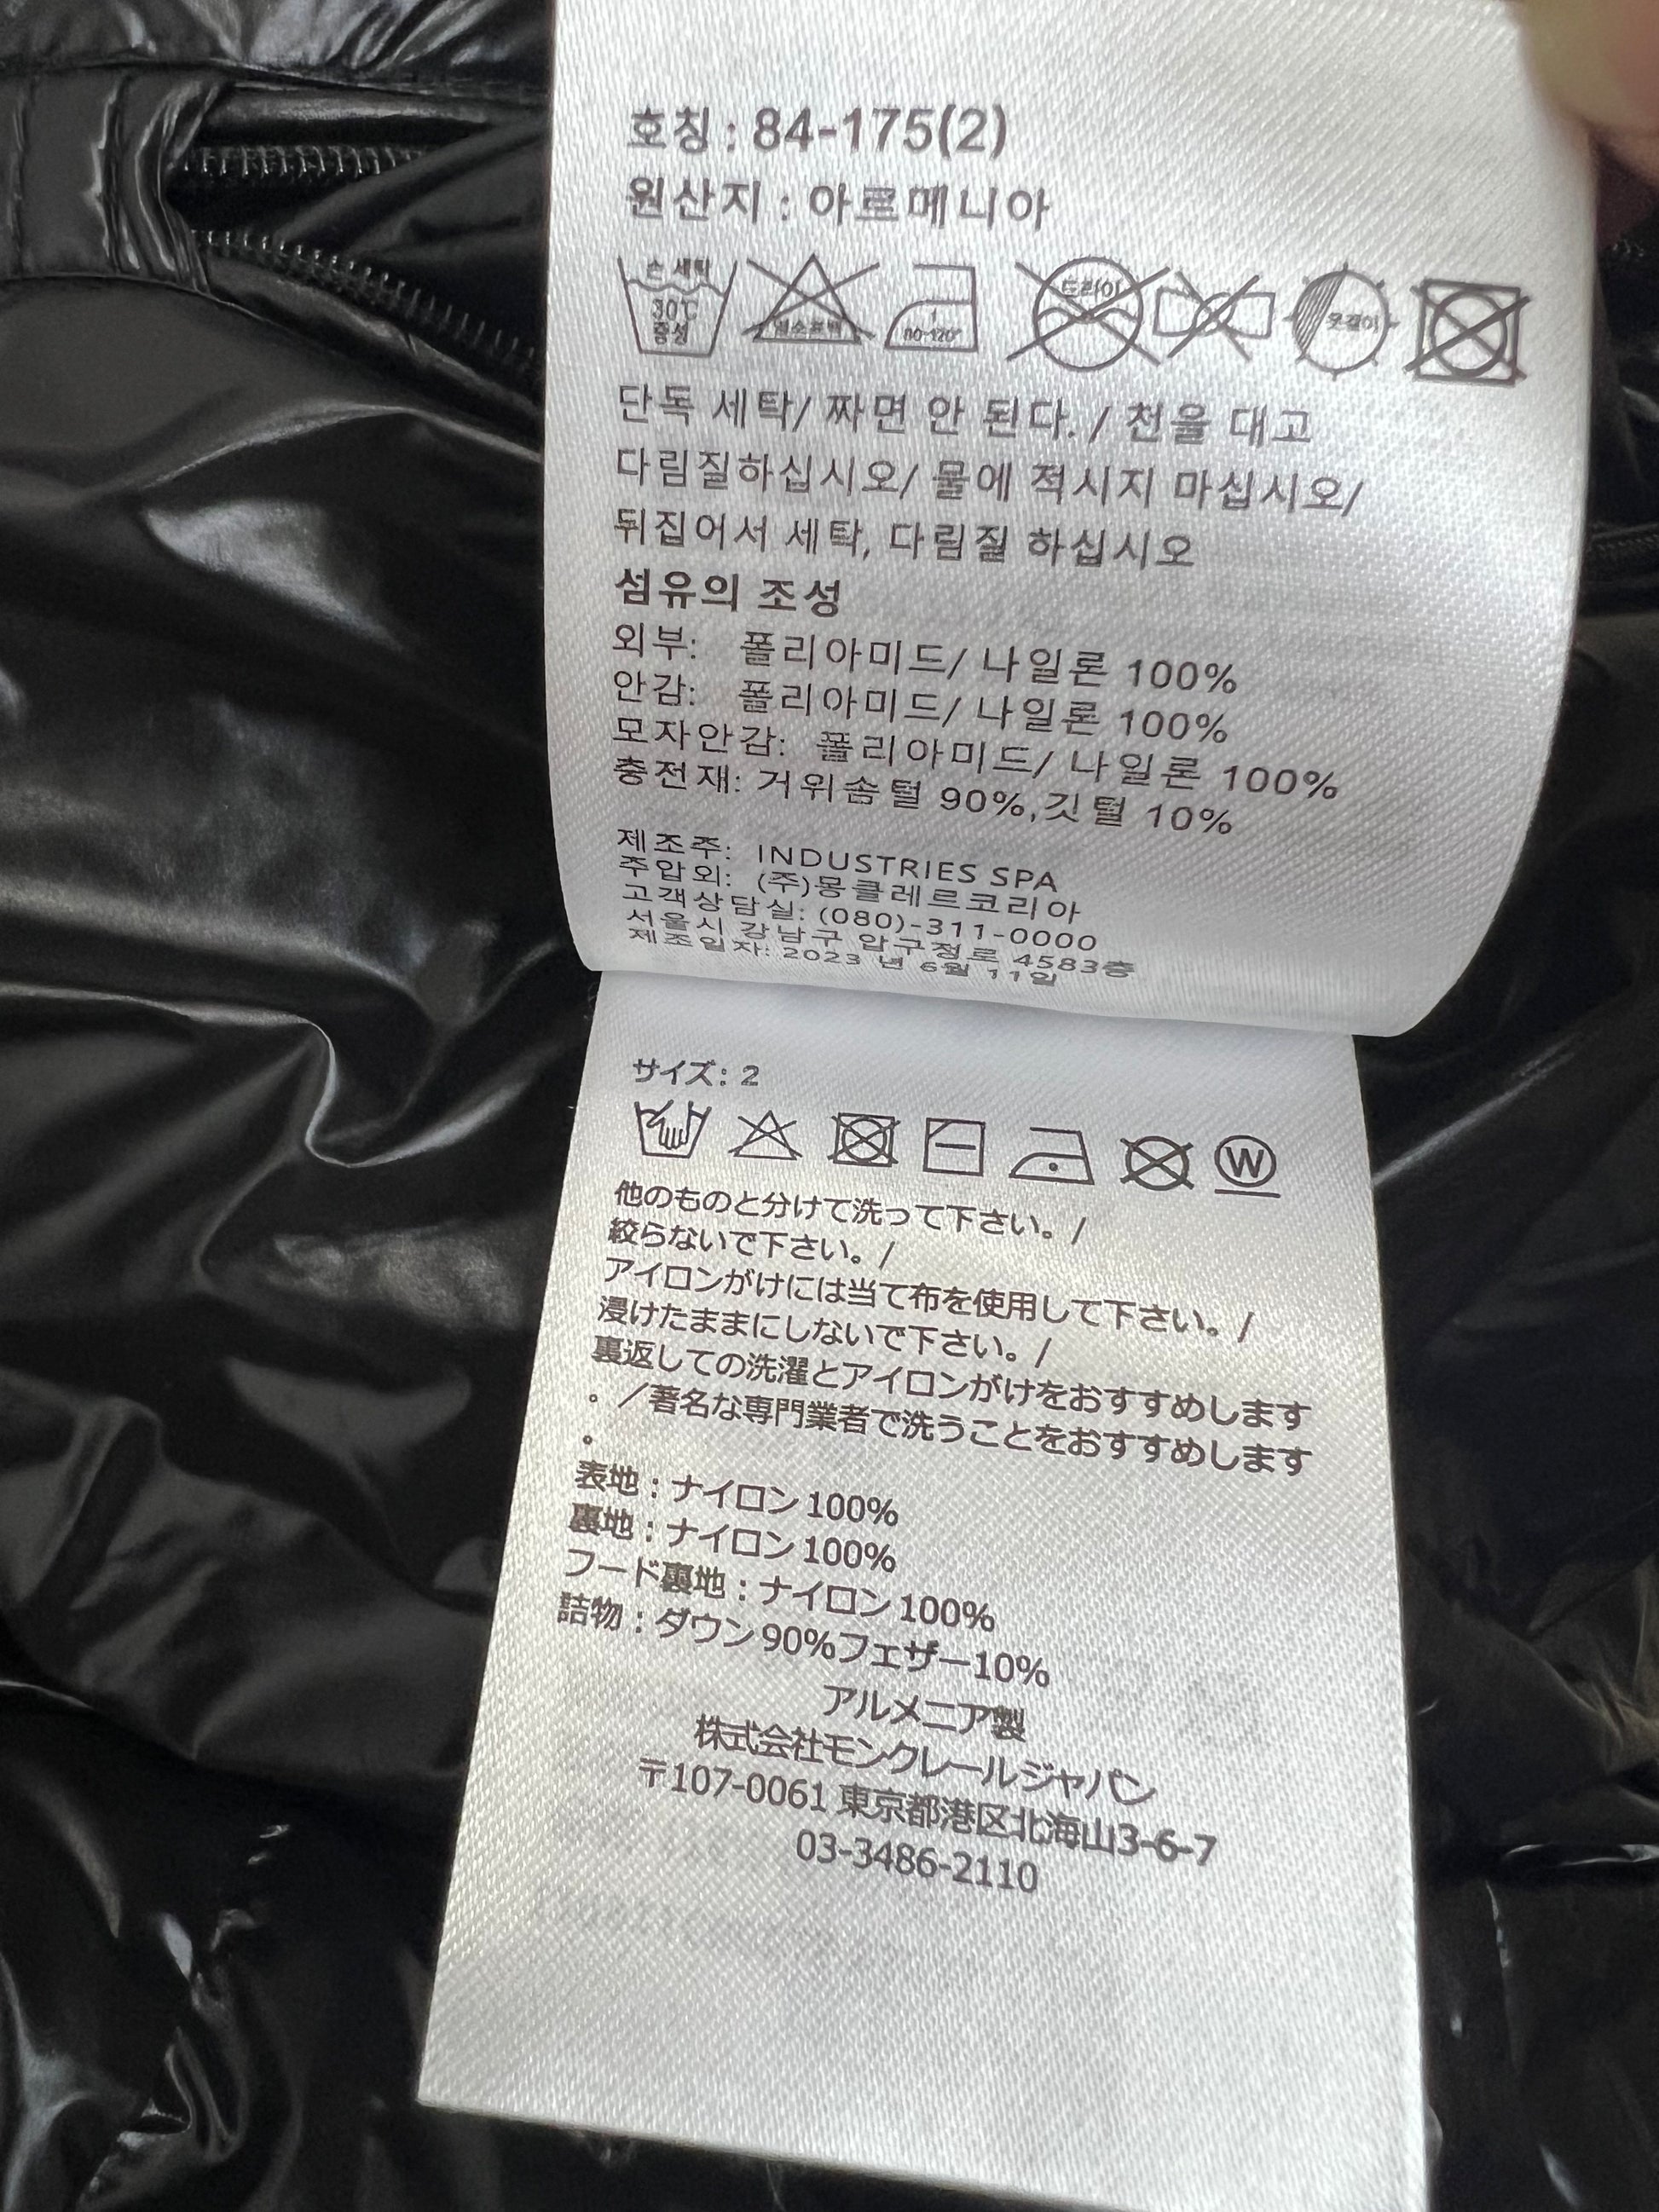 호칭 : 84-175(2)
원산지 : 아르메니아
손 세탁
30℃
중성
염소표백
1
80-120°
드라이
옷걸이
단독 세탁/ 짜면 안 된다. / 천을 대고
다림질하십시오/ 물에 적시지 마십시오/
뒤집어서 세탁, 다림질 하십시오
섬유의 조성
외부: 폴리아미드/ 나일론 100%
안감: 폴리아미드/ 나일론 100%
모자안감: 폴리아미드/ 나일론 100%
충전재: 거위솜털 90%,깃털 10%
제조주: INDUSTRIES SPA
주압외: (주)몽클레르코리아
고객상담실: (080)-311-0000
서울시 강남구 압구정로 4583층
제조일자: 2023 년 6월 11일
サイズ: 2
W
他のものと分けて洗って下さい。/
絞らないで下さい。/
アイロンがけには当て布を使用して下さい。/
浸けたままにしないで下さい。/
裏返しての洗濯とアイロンがけをおすすめします
。／著名な専門業者で洗うことをおすすめします
。
表地 : ナイロン 100%
裏地 : ナイロン 100%
フード裏地 : ナイロン 100%
詰物 : ダウン 90%フェザー10%
アルメニア製
株式会社モンクレールジャパン
〒107-0061 東京都港区北海山3-6-7
03-3486-2110